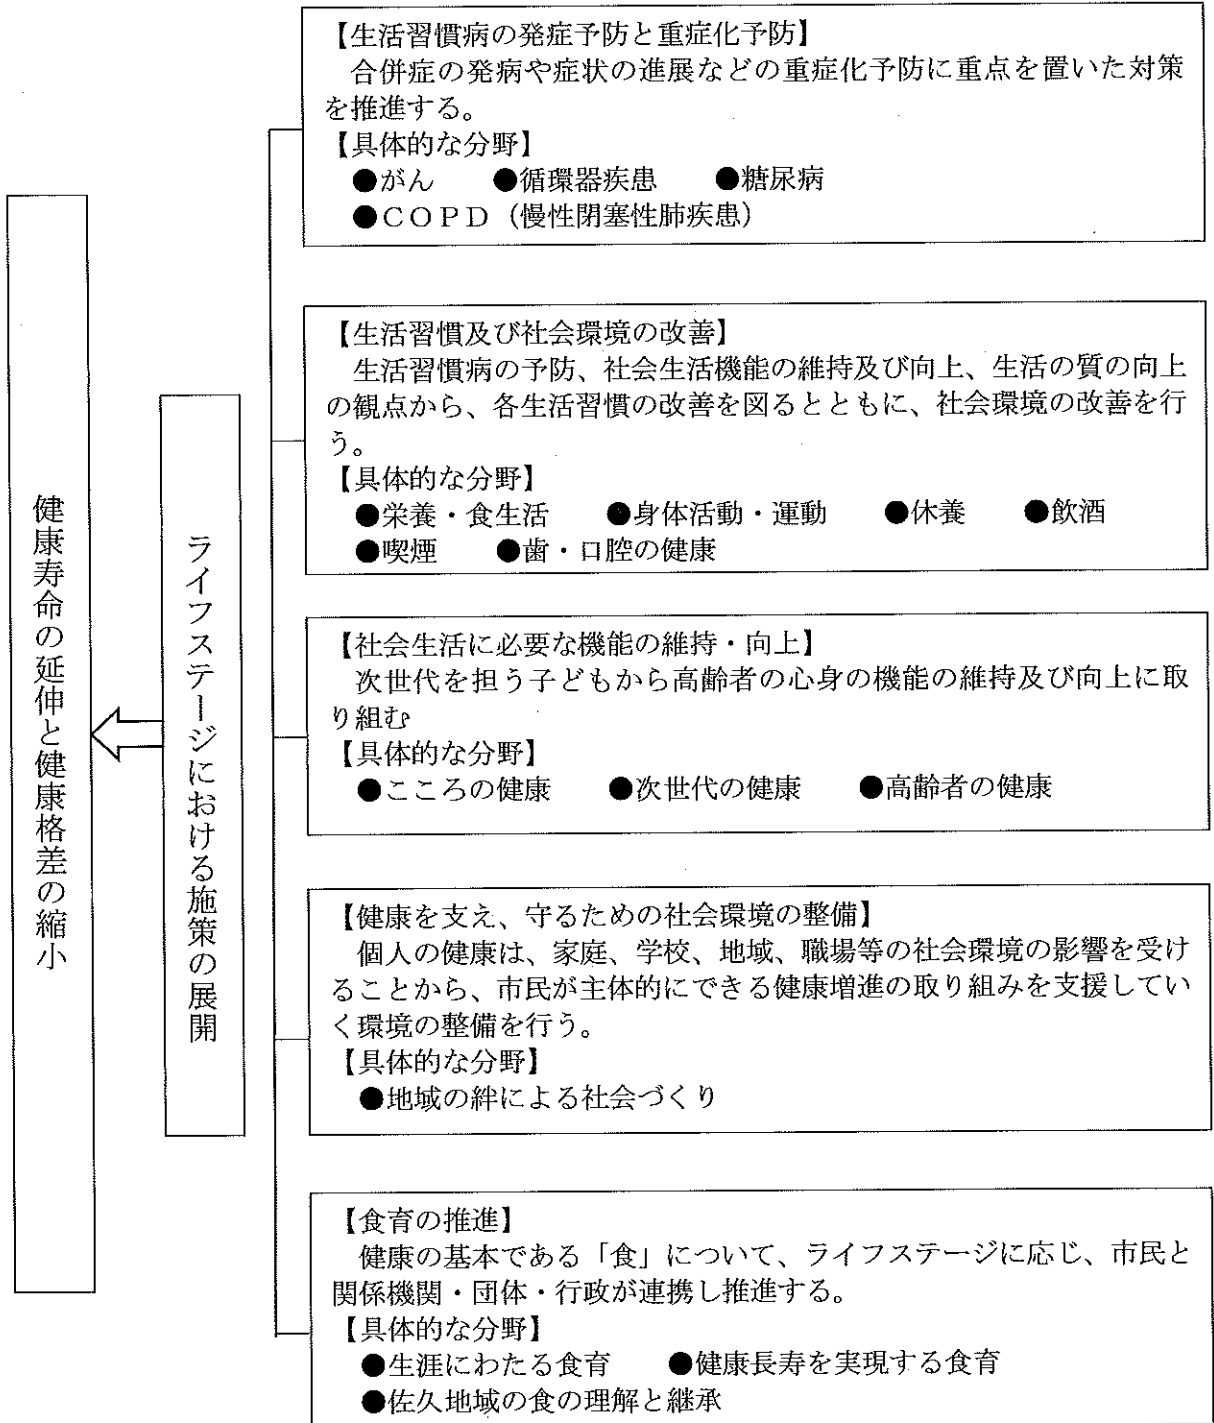 健康寿命の延伸と健康格差の縮小
ライフステージにおける施策の展開
【生活習慣病の発症予防と重症化予防】
合併症の発病や症状の進展などの重症化予防に重点を置いた対策
を推進する。
【具体的な分野】
●がん ●循環器疾患 ●糖尿病
●ＣＯＰＤ（慢性閉塞性肺疾患）
【生活習慣及び社会環境の改善】
生活習慣病の予防、社会生活機能の維持及び向上、生活の質の向上
の観点から、各生活習慣の改善を図るとともに、社会環境の改善を行
う。
【具体的な分野】
●栄養・食生活 ●身体活動・運動 ●休養 ●飲酒
●喫煙 ●歯・口腔の健康
【社会生活に必要な機能の維持・向上】
次世代を担う子どもから高齢者の心身の機能の維持及び向上に取
り組む
【具体的な分野】
●こころの健康 ●次世代の健康 ●高齢者の健康
【健康を支え、守るための社会環境の整備】
個人の健康は、家庭、学校、地域、職場等の社会環境の影響を受け
ることから、市民が主体的にできる健康増進の取り組みを支援してい
く環境の整備を行う。
【具体的な分野】
●地域の絆による社会づくり
【食育の推進】
健康の基本である「食」について、ライフステージに応じ、市民と
関係機関・団体・行政が連携し推進する。
【具体的な分野】
●生涯にわたる食育 ●健康長寿を実現する食育
●佐久地域の食の理解と継承